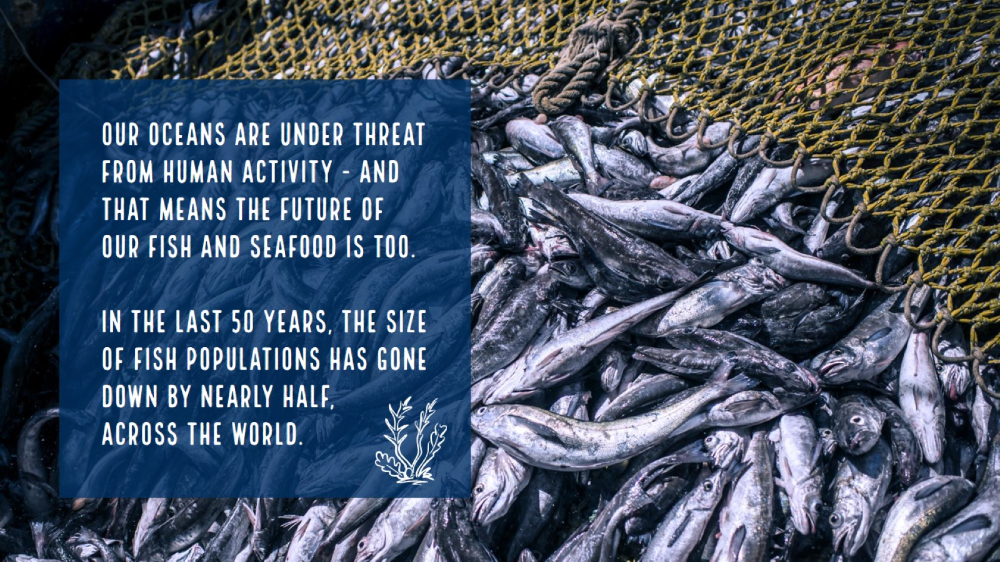 OUR OCEANS ARE UNDER THREAT
FROM HUMAN ACTIVITY - AND
THAT MEANS THE FUTURE OF
OUR FISH AND SEAFOOD IS TOO.
IN THE LAST 50 YEARS, THE SIZE
OF FISH POPULATIONS HAS GONE
DOWN BY NEARLY HALF,
ACROSS THE WORLD.